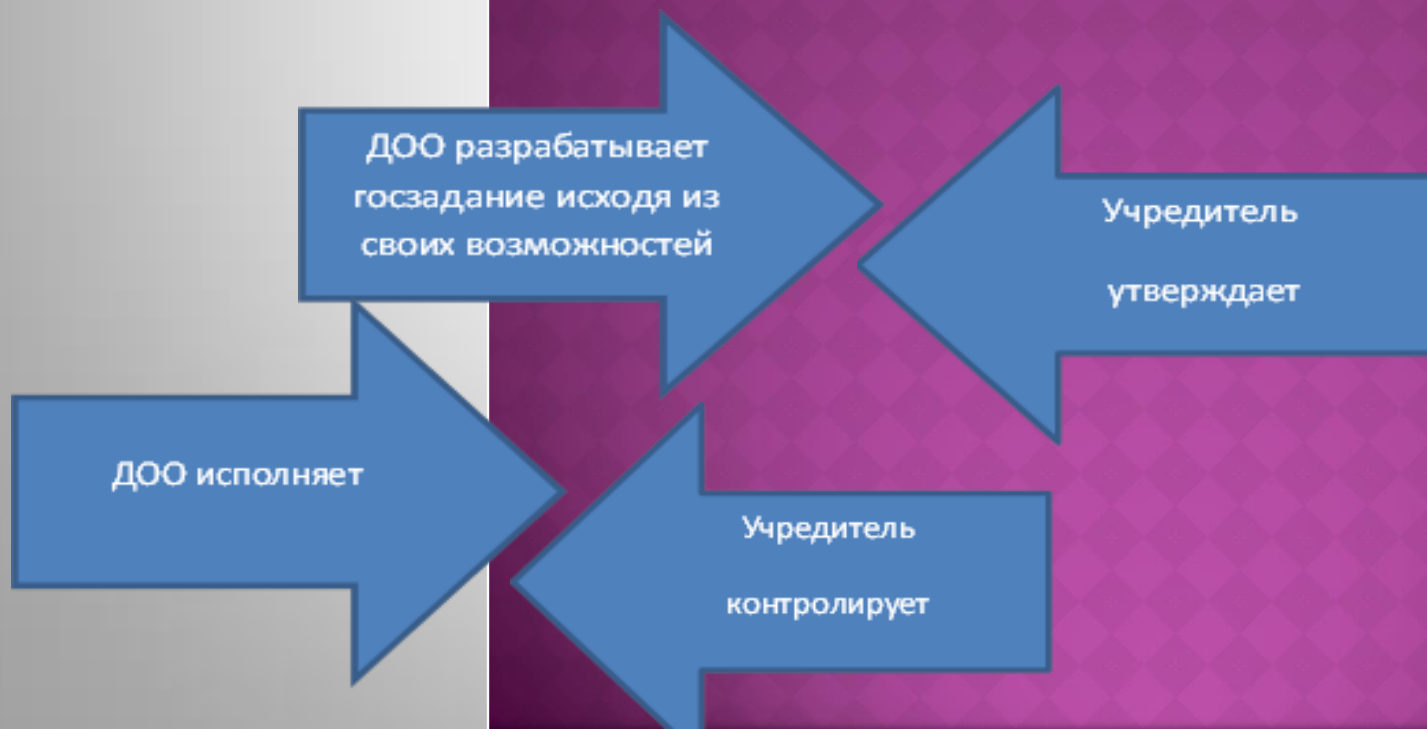 ДОО разрабатывает
госзадание исходя из
своих возможностей
Учредитель
утверждает
ДОО исполняет
Учредитель
контролирует